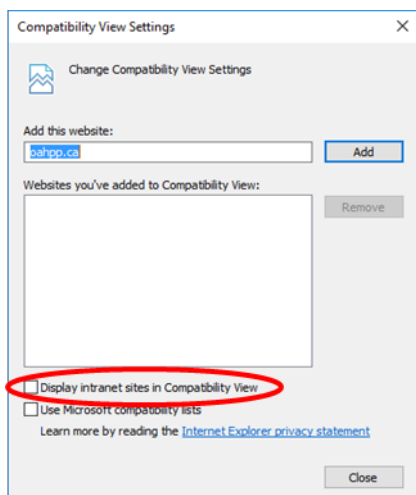 Compatibility View Settings
Change Compatibility View Settings
Add this website:
oahpp.ca
Add
Websites you've added to Compatibility View:
Remove
Display intranet sites in Compatibility View
Use Microsoft compatibility lists
Learn more by reading the Internet Explorer privacy statement
Close